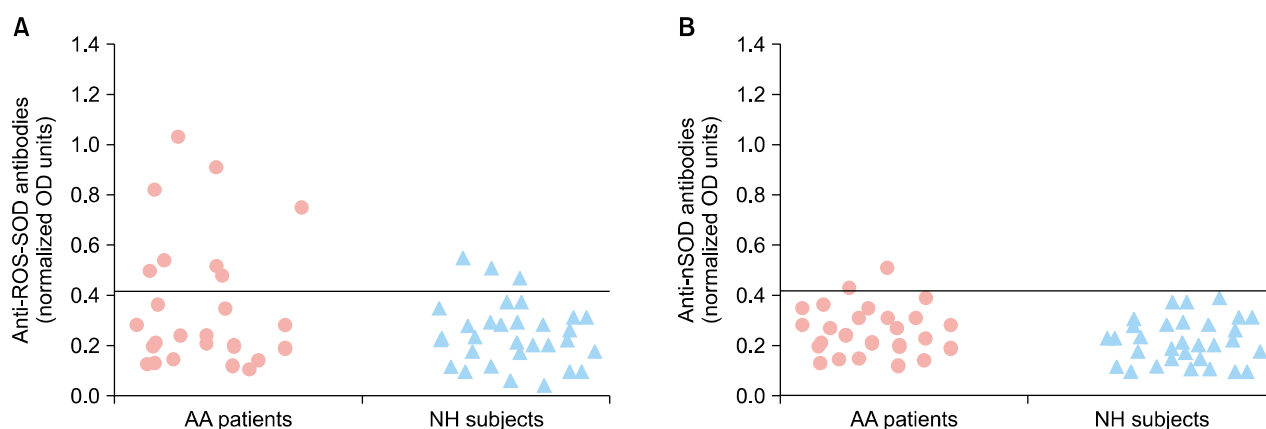 A
Anti-ROS-SOD antibodies
(normalized OD units)
1.4
1.2
1.0
0.8
0.6
0.4
0.2
0.0
AA patients
NH subjects
B
Anti-nSOD antibodies
(normalized OD units)
1.4
1.2
1.0
0.8
0.6
0.4
0.2
0.0
AA patients
NH subjects